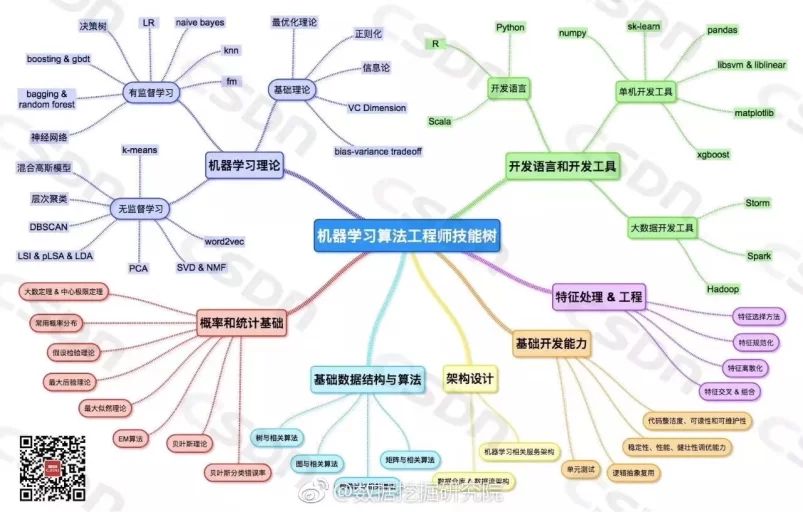 机器学习算法工程师技能树
机器学习理论
有监督学习
决策树
LR
naive bayes
knn
fm
boosting & gbdt
bagging &
random forest
神经网络
基础理论
最优化理论
正则化
信息论
VC Dimension
bias-variance tradeoff
无监督学习
k-means
混合高斯模型
层次聚类
DBSCAN
LSI & pLSA & LDA
PCA
SVD & NMF
word2vec
开发语言和开发工具
开发语言
R
Python
Scala
单机开发工具
numpy
sk-learn
pandas
libsvm & liblinear
matplotlib
xgboost
大数据开发工具
Storm
Spark
Hadoop
特征处理 & 工程
特征选择方法
特征规范化
特征离散化
特征交叉 & 组合
基础开发能力
代码整洁度、可读性和可维护性
稳定性、性能、健壮性调优能力
逻辑抽象复用
单元测试
架构设计
机器学习相关服务架构
数据仓库 & 数据流架构
基础数据结构与算法
树与相关算法
图与相关算法
矩阵与相关算法
概率和统计基础
大数定理 & 中心极限定理
常用概率分布
假设检验理论
最大后验理论
最大似然理论
EM算法
贝叶斯理论
贝叶斯分类错误率
@数据挖掘研究院
CSDN
CSDN
CSDN
CSDN